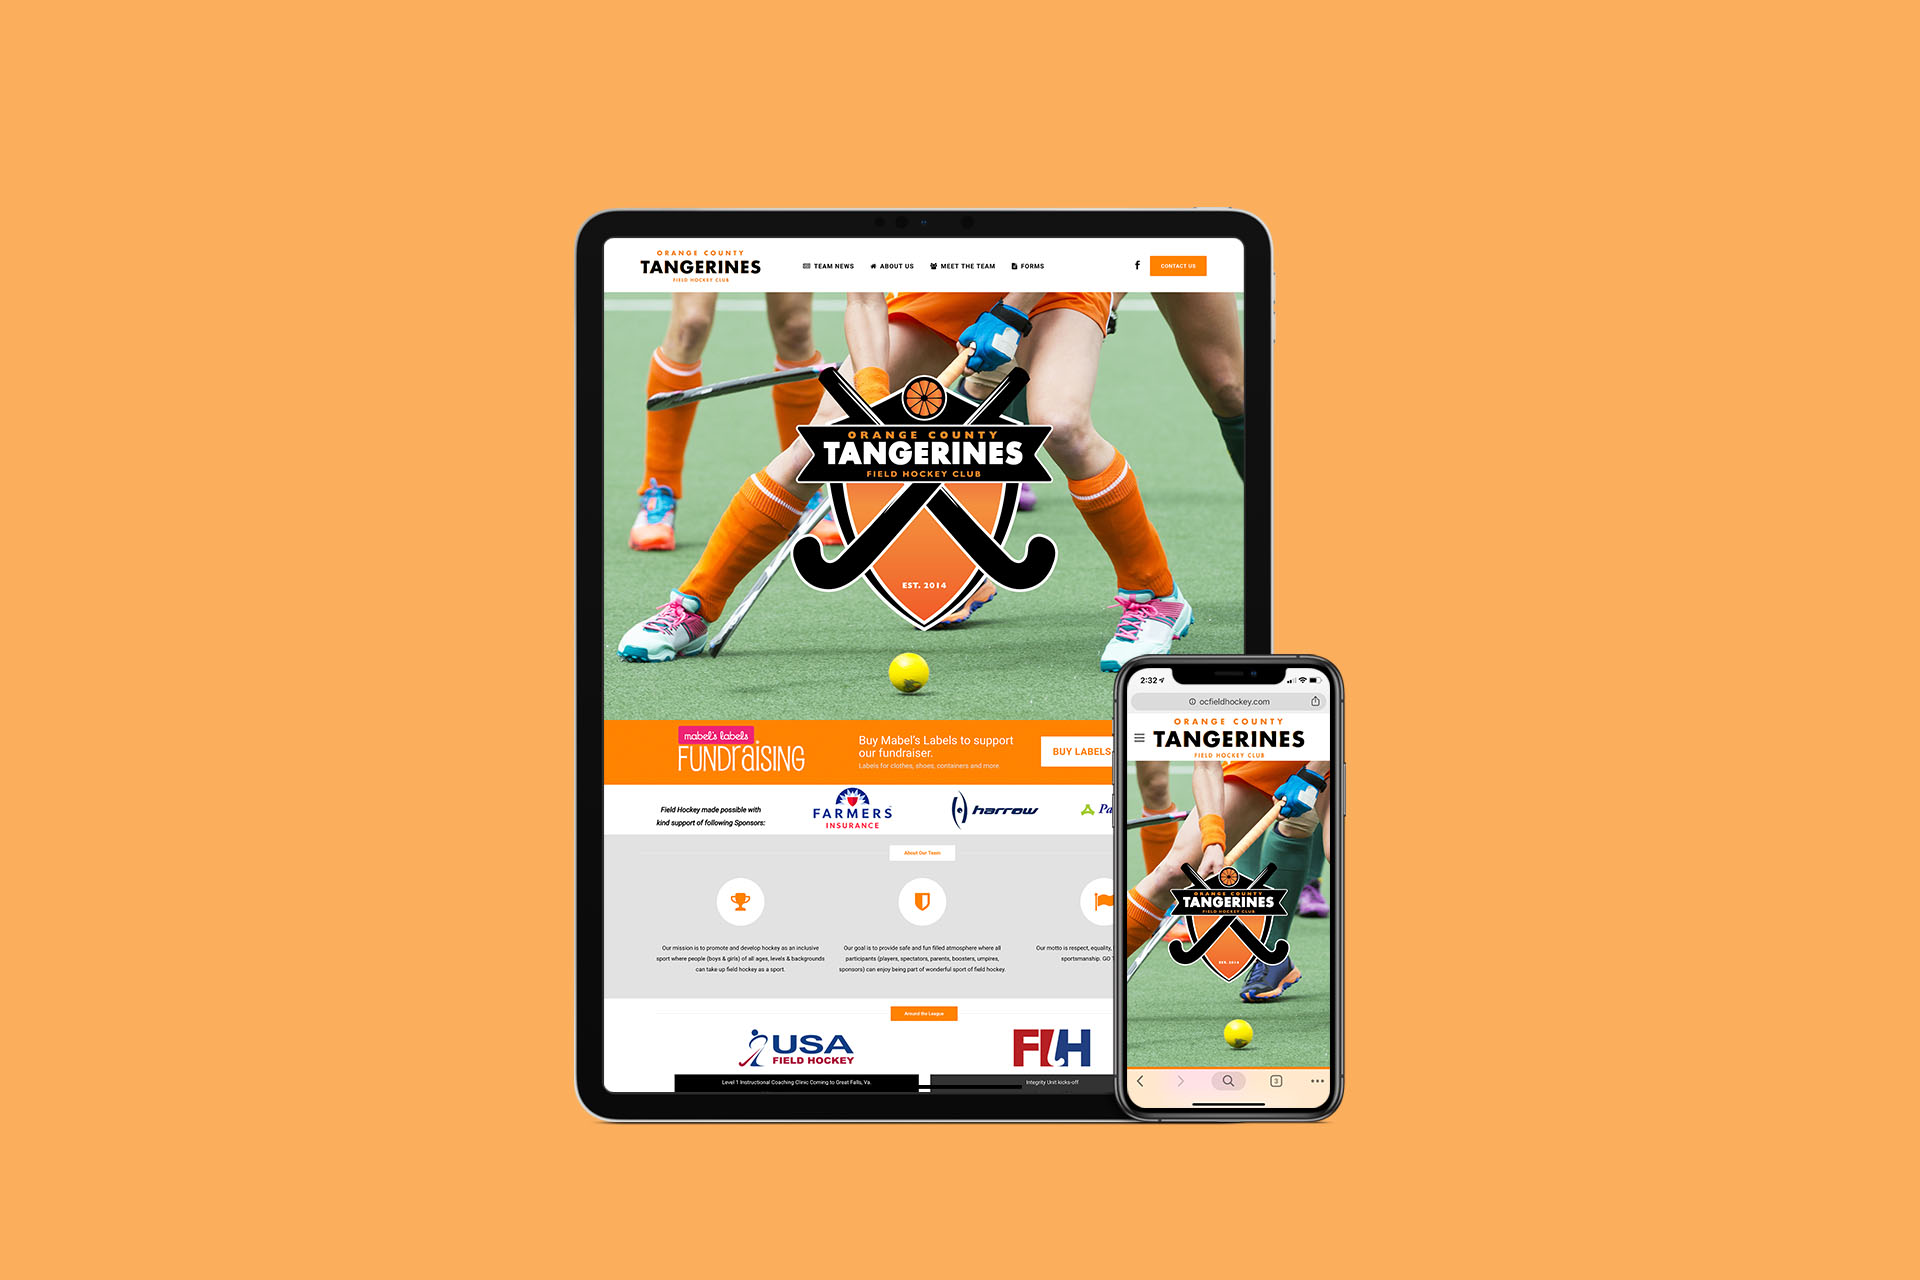 ORANGE COUNTY
TANGERINES
FIELD HOCKEY CLUB
TEAM NEWS ABOUT US MEET THE TEAM FORMS
f CONTACT US
ORANGE COUNTY
TANGERINES
FIELD HOCKEY CLUB
EST. 2014
mabel's labels
FUNDraiSING
Buy Mabel's Labels to support
our fundraiser.
Labels for clothes, shoes, containers and more.
BUY LABELS
Field Hockey made possible with
kind support of following Sponsors:
FARMERS
INSURANCE
harrow
Pa
About Our Team
Our mission is to promote and develop hockey as an inclusive
sport where people (boys & girls) of all ages, levels & backgrounds
can take up field hockey as a sport.
Our goal is to provide safe and fun filled atmosphere where all
participants (players, spectators, parents, boosters, umpires,
sponsors) can enjoy being part of wonderful sport of field hockey.
Our motto is respect, equality,
sportsmanship. GO
Around the League
USA
FIELD HOCKEY
FIH
Level 1 Instructional Coaching Clinic Coming to Great Falls, Va.
Integrity Unit kicks-off
2:32
ocfieldhockey.com
ORANGE COUNTY
TANGERINES
FIELD HOCKEY CLUB
ORANGE COUNTY
TANGERINES
FIELD HOCKEY CLUB
EST. 2014
3